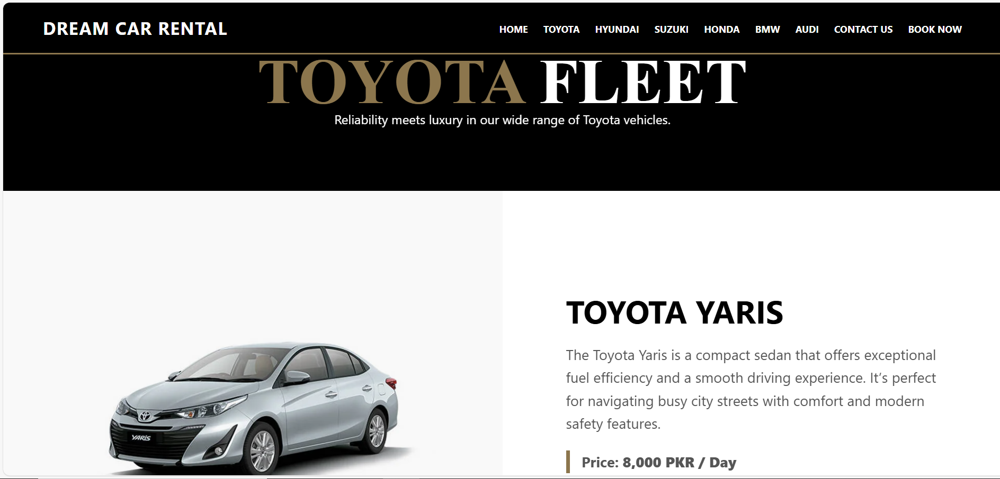 DREAM CAR RENTAL
HOME TOYOTA HYUNDAI SUZUKI HONDA BMW AUDI CONTACT US BOOK NOW
TOYOTA FLEET
Reliability meets luxury in our wide range of Toyota vehicles.
TOYOTA YARIS
The Toyota Yaris is a compact sedan that offers exceptional
fuel efficiency and a smooth driving experience. It’s perfect
for navigating busy city streets with comfort and modern
safety features.
YARIS
Price: 8,000 PKR / Day